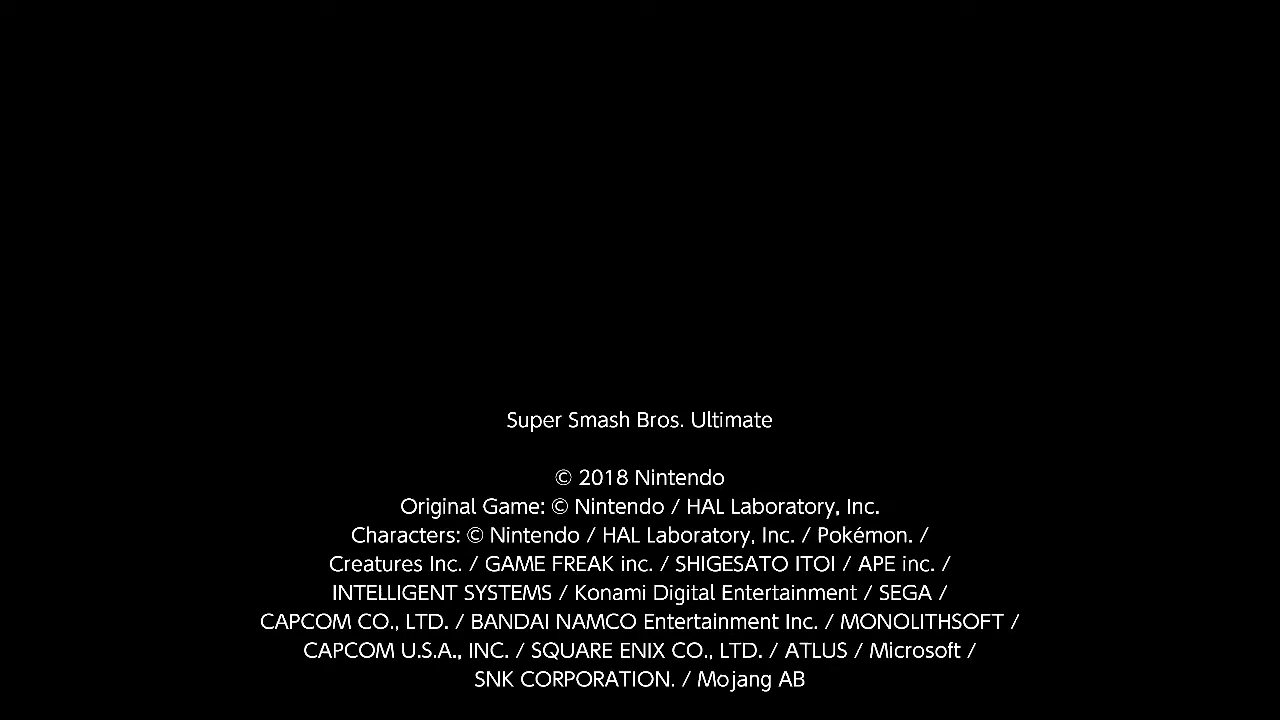 Super Smash Bros. Ultimate
© 2018 Nintendo
Original Game: © Nintendo / HAL Laboratory, Inc.
Characters: © Nintendo / HAL Laboratory, Inc. / Pokémon. /
Creatures Inc. / GAME FREAK inc. / SHIGESATO ITOI / APE inc. /
INTELLIGENT SYSTEMS / Konami Digital Entertainment / SEGA /
CAPCOM CO., LTD. / BANDAI NAMCO Entertainment Inc. / MONOLITHSOFT /
CAPCOM U.S.A., INC. / SQUARE ENIX CO., LTD. / ATLUS / Microsoft /
SNK CORPORATION. / Mojang AB